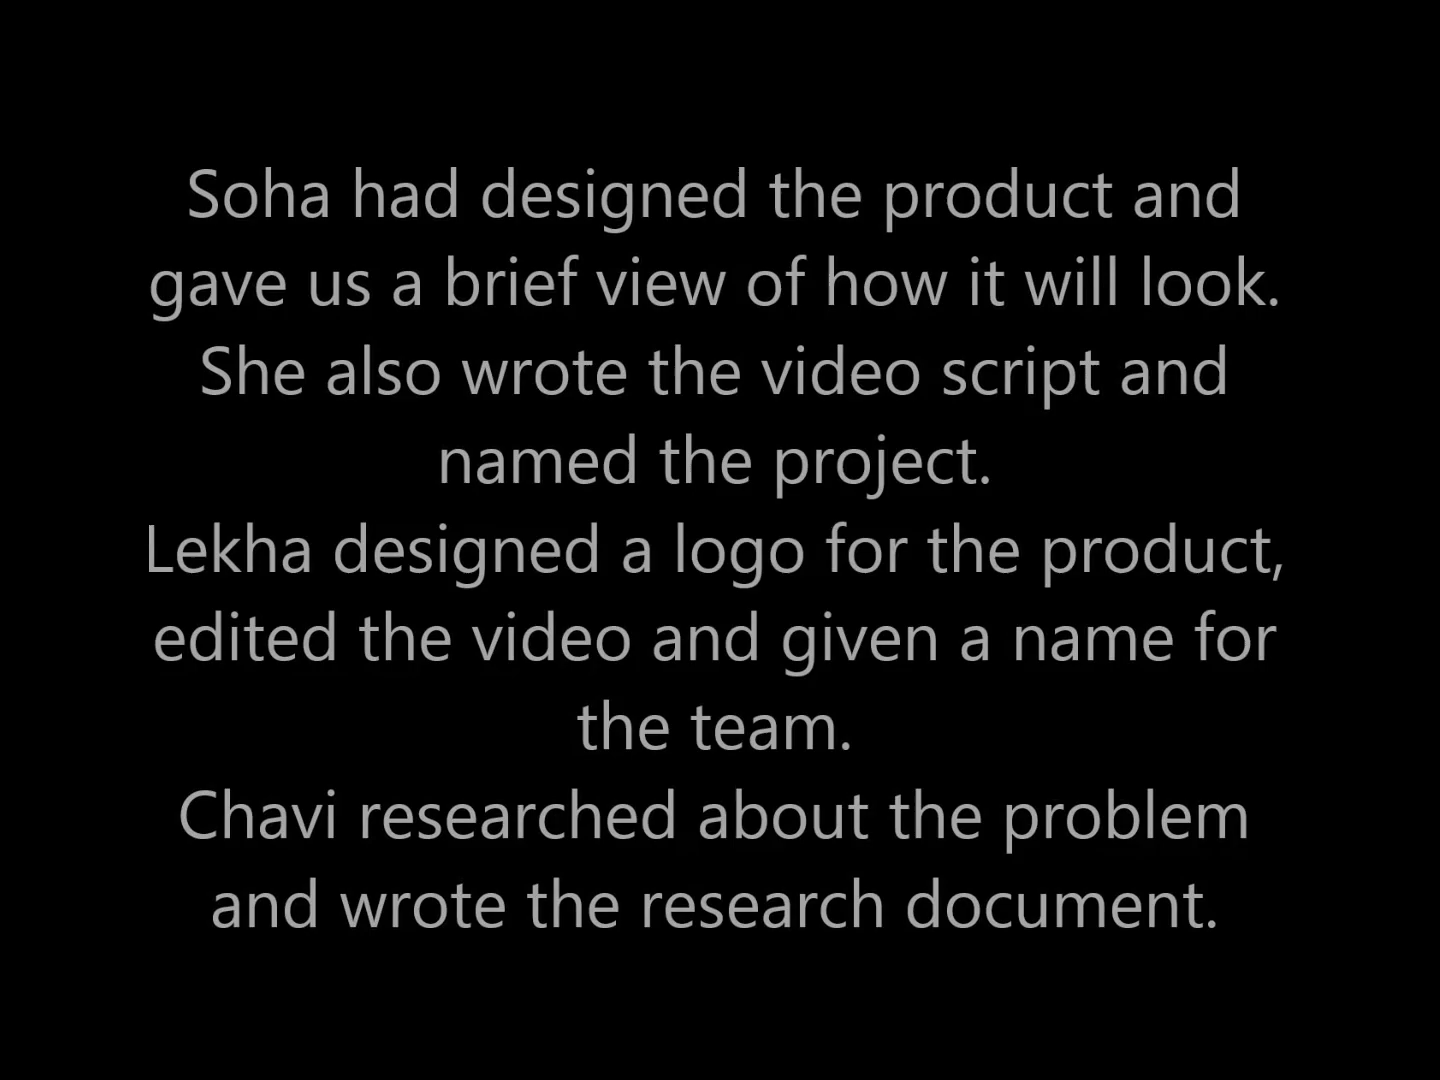 Soha had designed the product and
gave us a brief view of how it will look.
She also wrote the video script and
named the project.
Lekha designed a logo for the product,
edited the video and given a name for
the team.
Chavi researched about the problem
and wrote the research document.